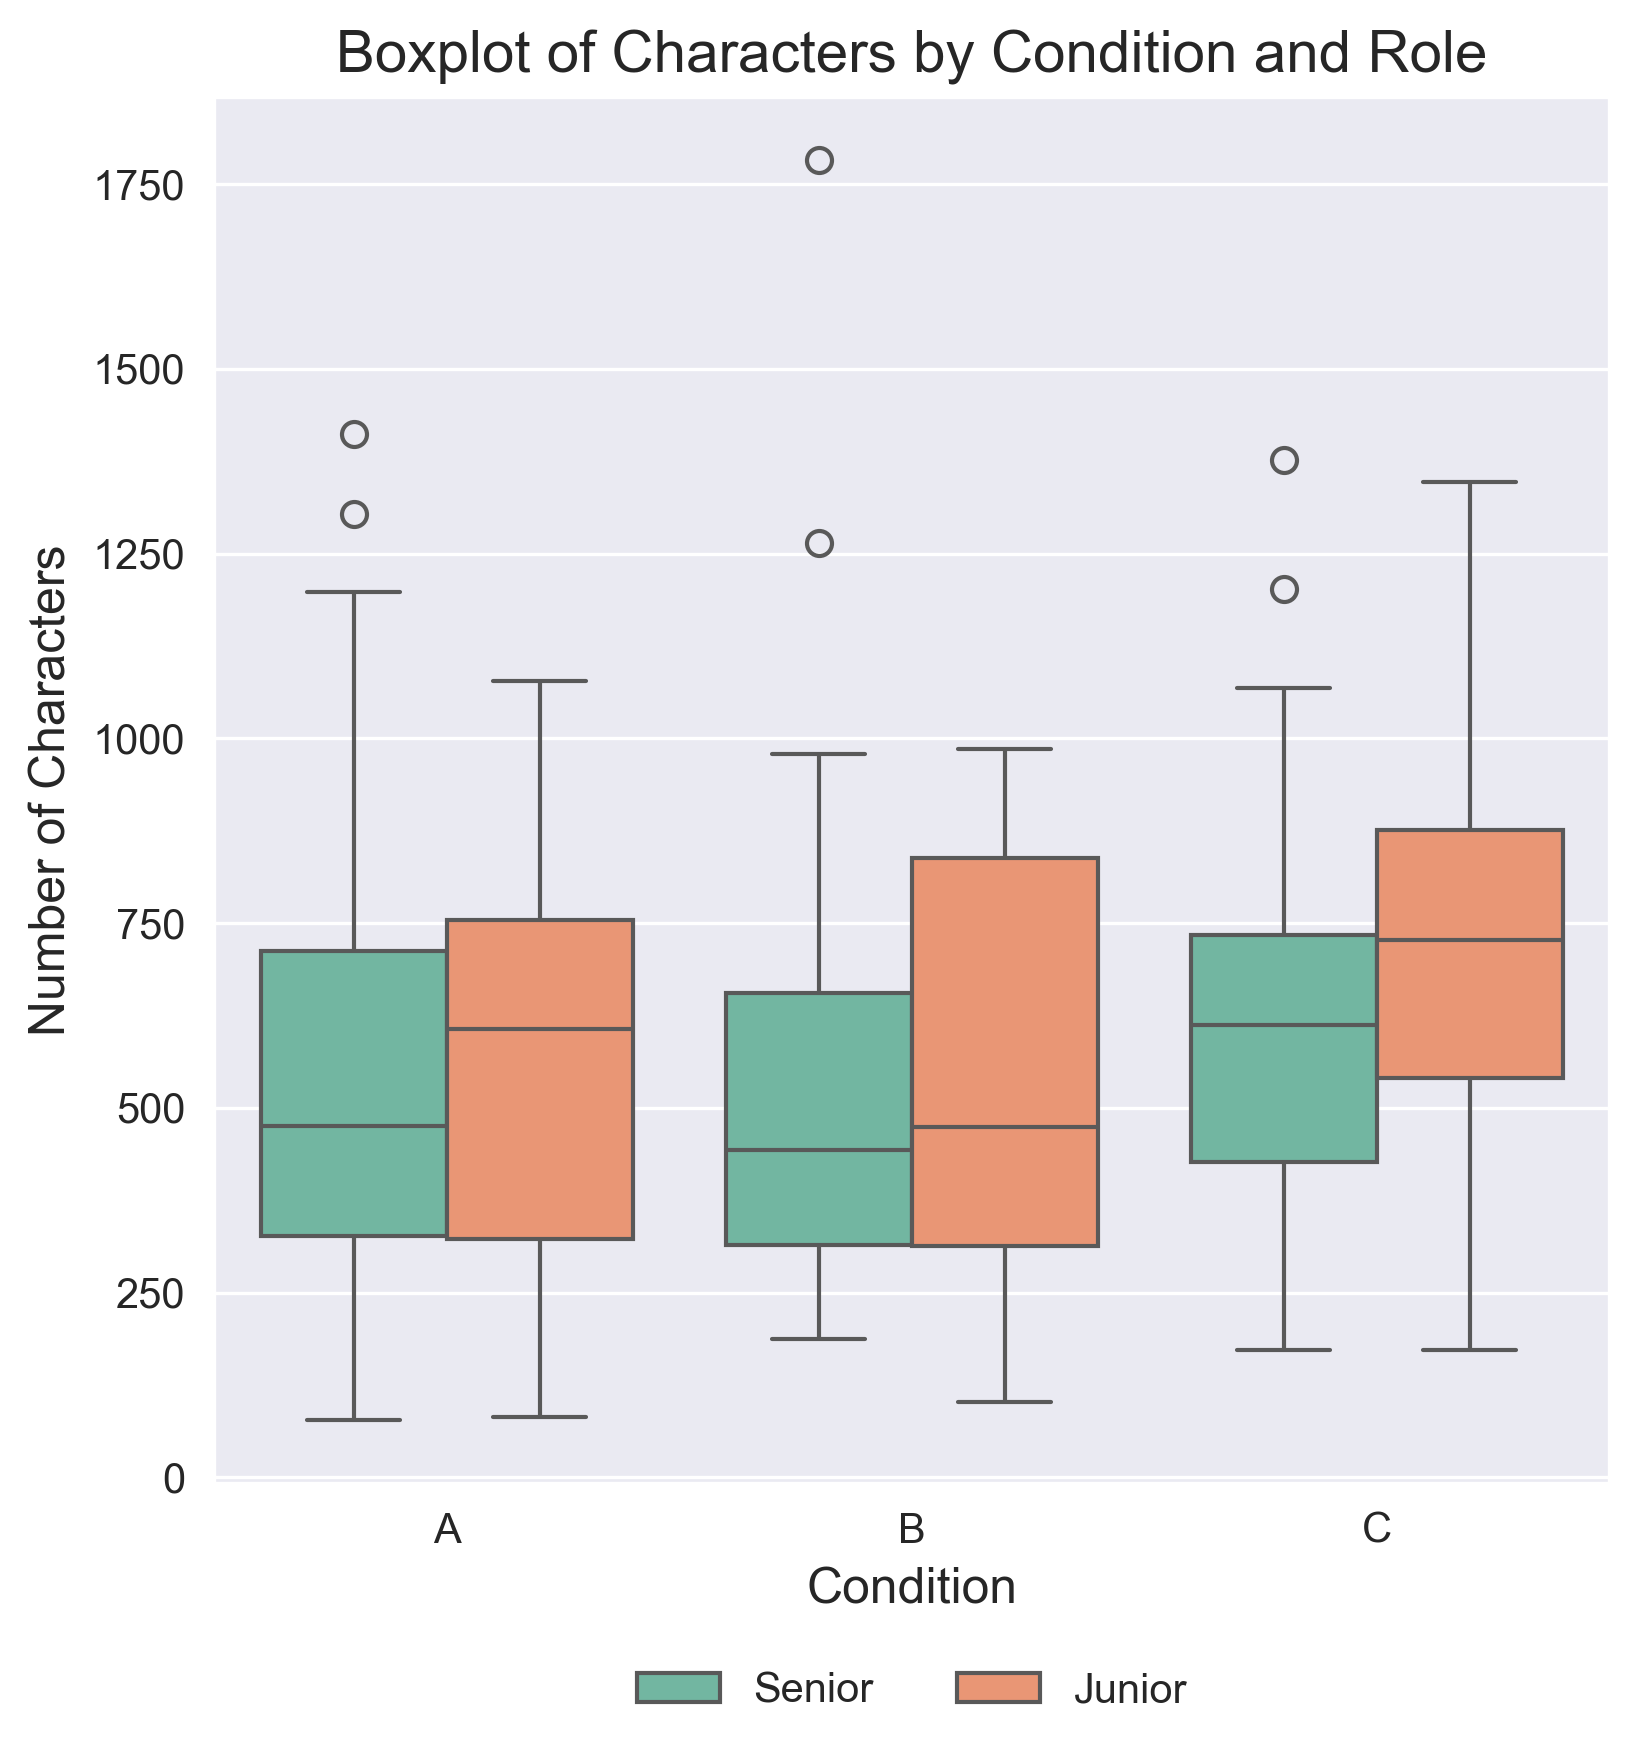 Boxplot of Characters by Condition and Role
Number of Characters
1750
1500
1250
1000
750
500
250
0
A B C
Condition
Senior Junior